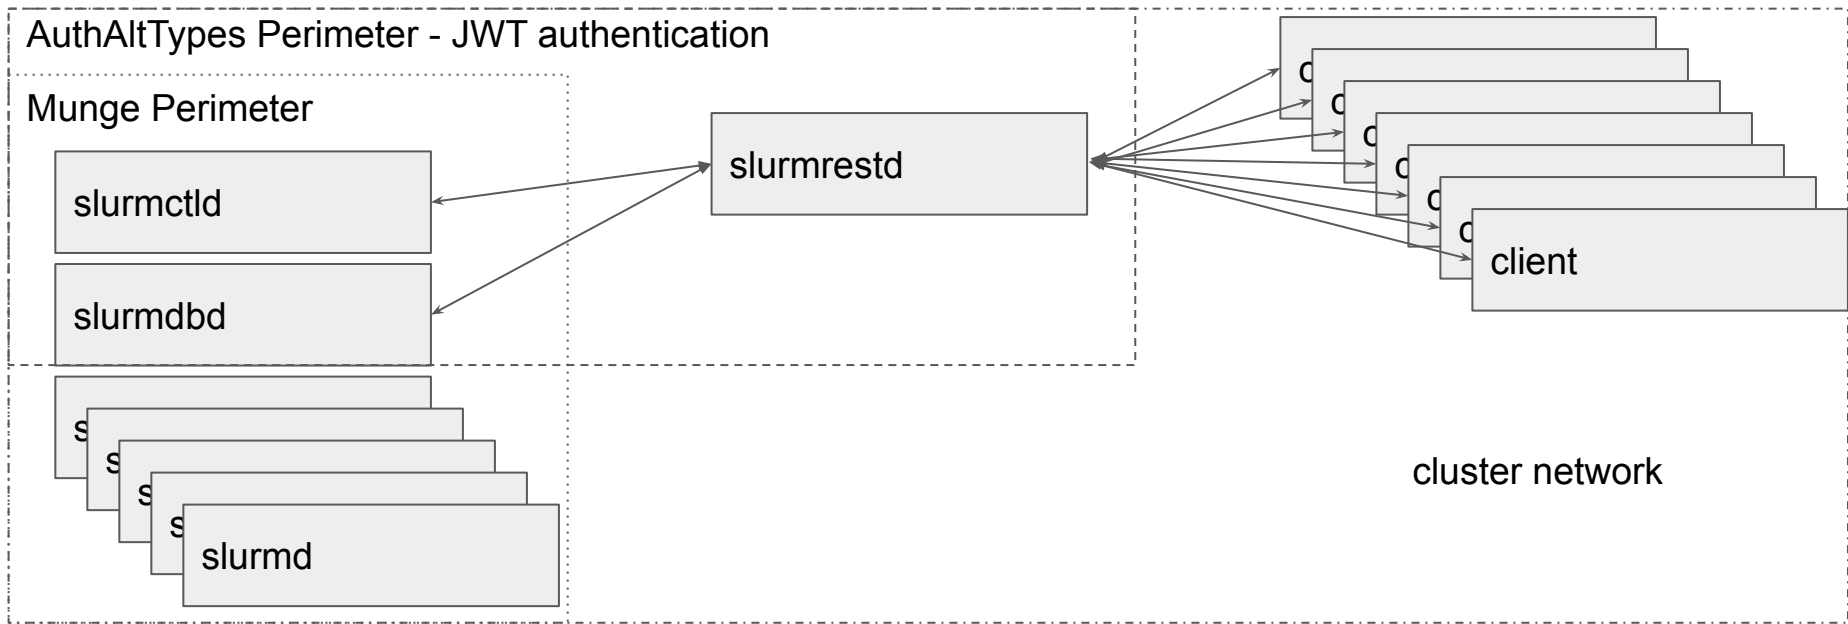 AuthAltTypes Perimeter - JWT authentication
Munge Perimeter
slurmctld
slurmdbd
s
s
s
s
slurmd
slurmrestd
c
c
c
c
c
c
client
cluster network